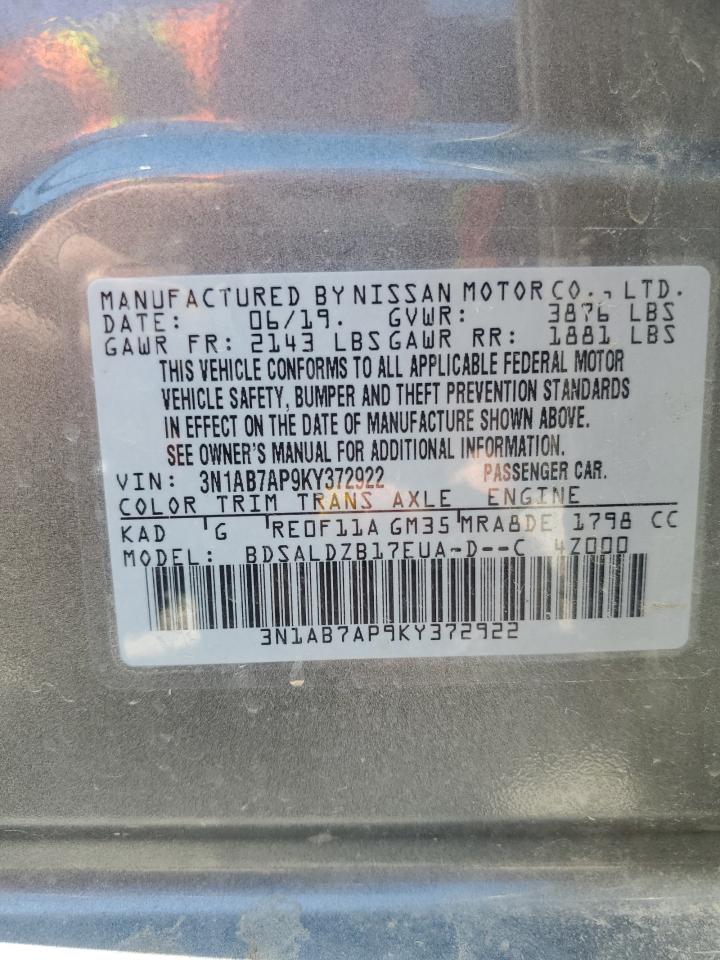 MANUFACTURED BY NISSAN MOTOR CO., LTD.
DATE: 06/19. GVWR: 3876 LBS
GAWR FR: 2143 LBS GAWR RR: 1881 LBS
THIS VEHICLE CONFORMS TO ALL APPLICABLE FEDERAL MOTOR
VEHICLE SAFETY, BUMPER AND THEFT PREVENTION STANDARDS
IN EFFECT ON THE DATE OF MANUFACTURE SHOWN ABOVE.
SEE OWNER'S MANUAL FOR ADDITIONAL INFORMATION.
VIN: 3N1AB7AP9KY372922 PASSENGER CAR.
COLOR TRIM TRANS AXLE ENGINE
KAD G RE0F11A GM35 MRA8DE 1798 CC
MODEL: BDSALDZB17EUA-D--C 4Z000
3N1AB7AP9KY372922